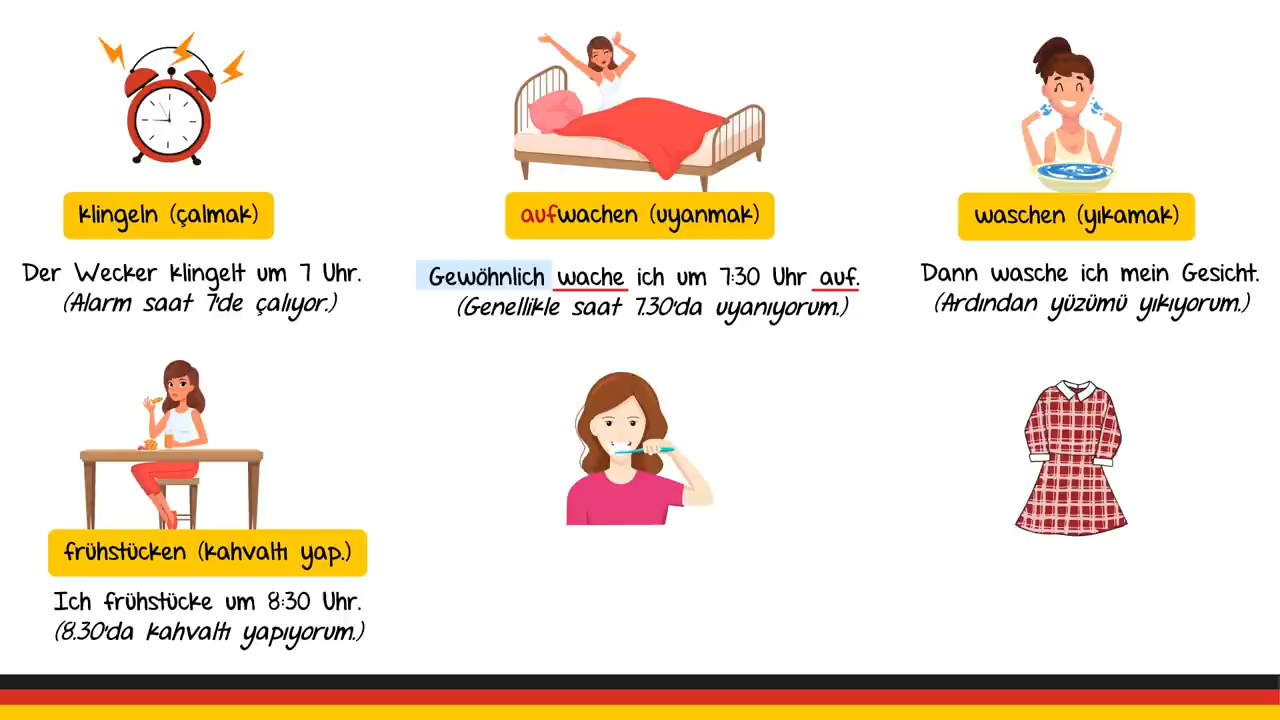 klingeln (çalmak)
Der Wecker klingelt um 7 Uhr.
(Alarm saat 7'de çalıyor.)
aufwachen (uyanmak)
Gewöhnlich wache ich um 7:30 Uhr auf.
(Genellikle saat 7.30'da uyanıyorum.)
waschen (yıkamak)
Dann wasche ich mein Gesicht.
(Ardından yüzümü yıkıyorum.)
frühstücken (kahvaltı yap.)
Ich frühstücke um 8:30 Uhr.
(8.30'da kahvaltı yapıyorum.)